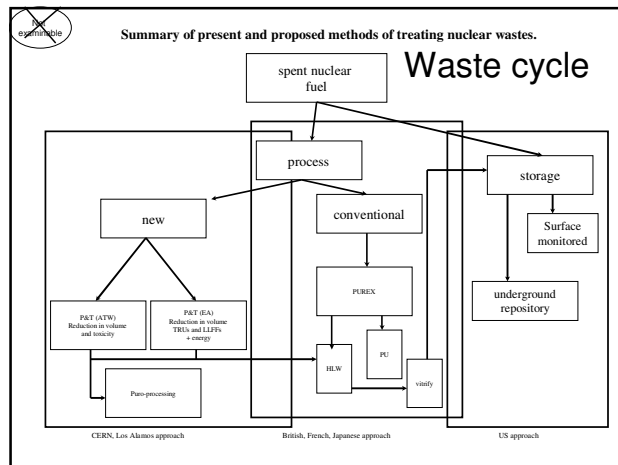 Not
examinable
Summary of present and proposed methods of treating nuclear wastes.
Waste cycle
spent nuclear
fuel
process
storage
new
conventional
Surface
monitored
PUREX
underground
repository
P&T (ATW)
Reduction in volume
and toxicity
P&T (EA)
Reduction in volume
TRUs and LLFFs
+ energy
HLW
PU
vitrify
Puro-processing
CERN, Los Alamos approach
British, French, Japanese approach
US approach